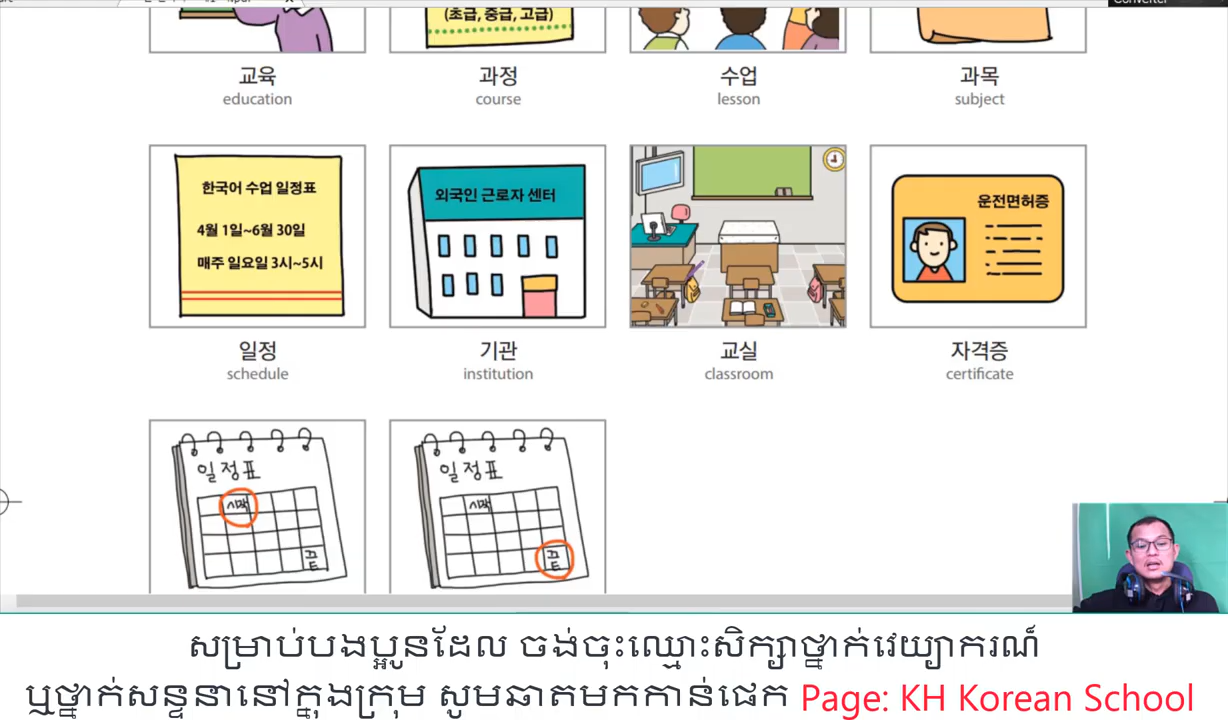 Converter
(초급, 중급, 고급)
교육 과정 수업 과목
education course lesson subject
한국어 수업 일정표
4월 1일~6월 30일
매주 일요일 3시~5시
외국인 근로자 센터
운전면허증
일정 기관 교실 자격증
schedule institution classroom certificate
일정표
시작
끝
일정표
시작
끝
សម្រាប់បងប្អូនដែល ចង់ចុះឈ្មោះសិក្សាថ្នាក់វេយ្យាករណ៍
ឬថ្នាក់សន្ទនានៅក្នុងក្រុម សូមឆាតមកកាន់ផេក Page: KH Korean School